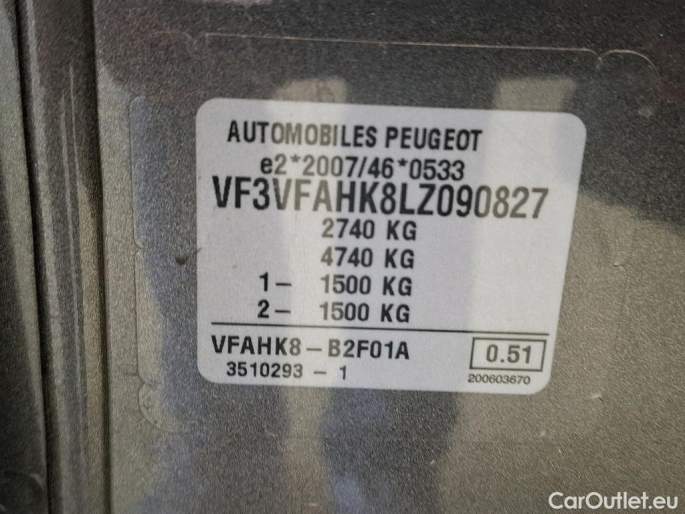 AUTOMOBILES PEUGEOT
e2*2007/46*0533
VF3VFAHK8LZ090827
2740 KG
4740 KG
1- 1500 KG
2- 1500 KG
VFAHK8-B2F01A 0.51
3510293 - 1 200603670
CarOutlet.eu